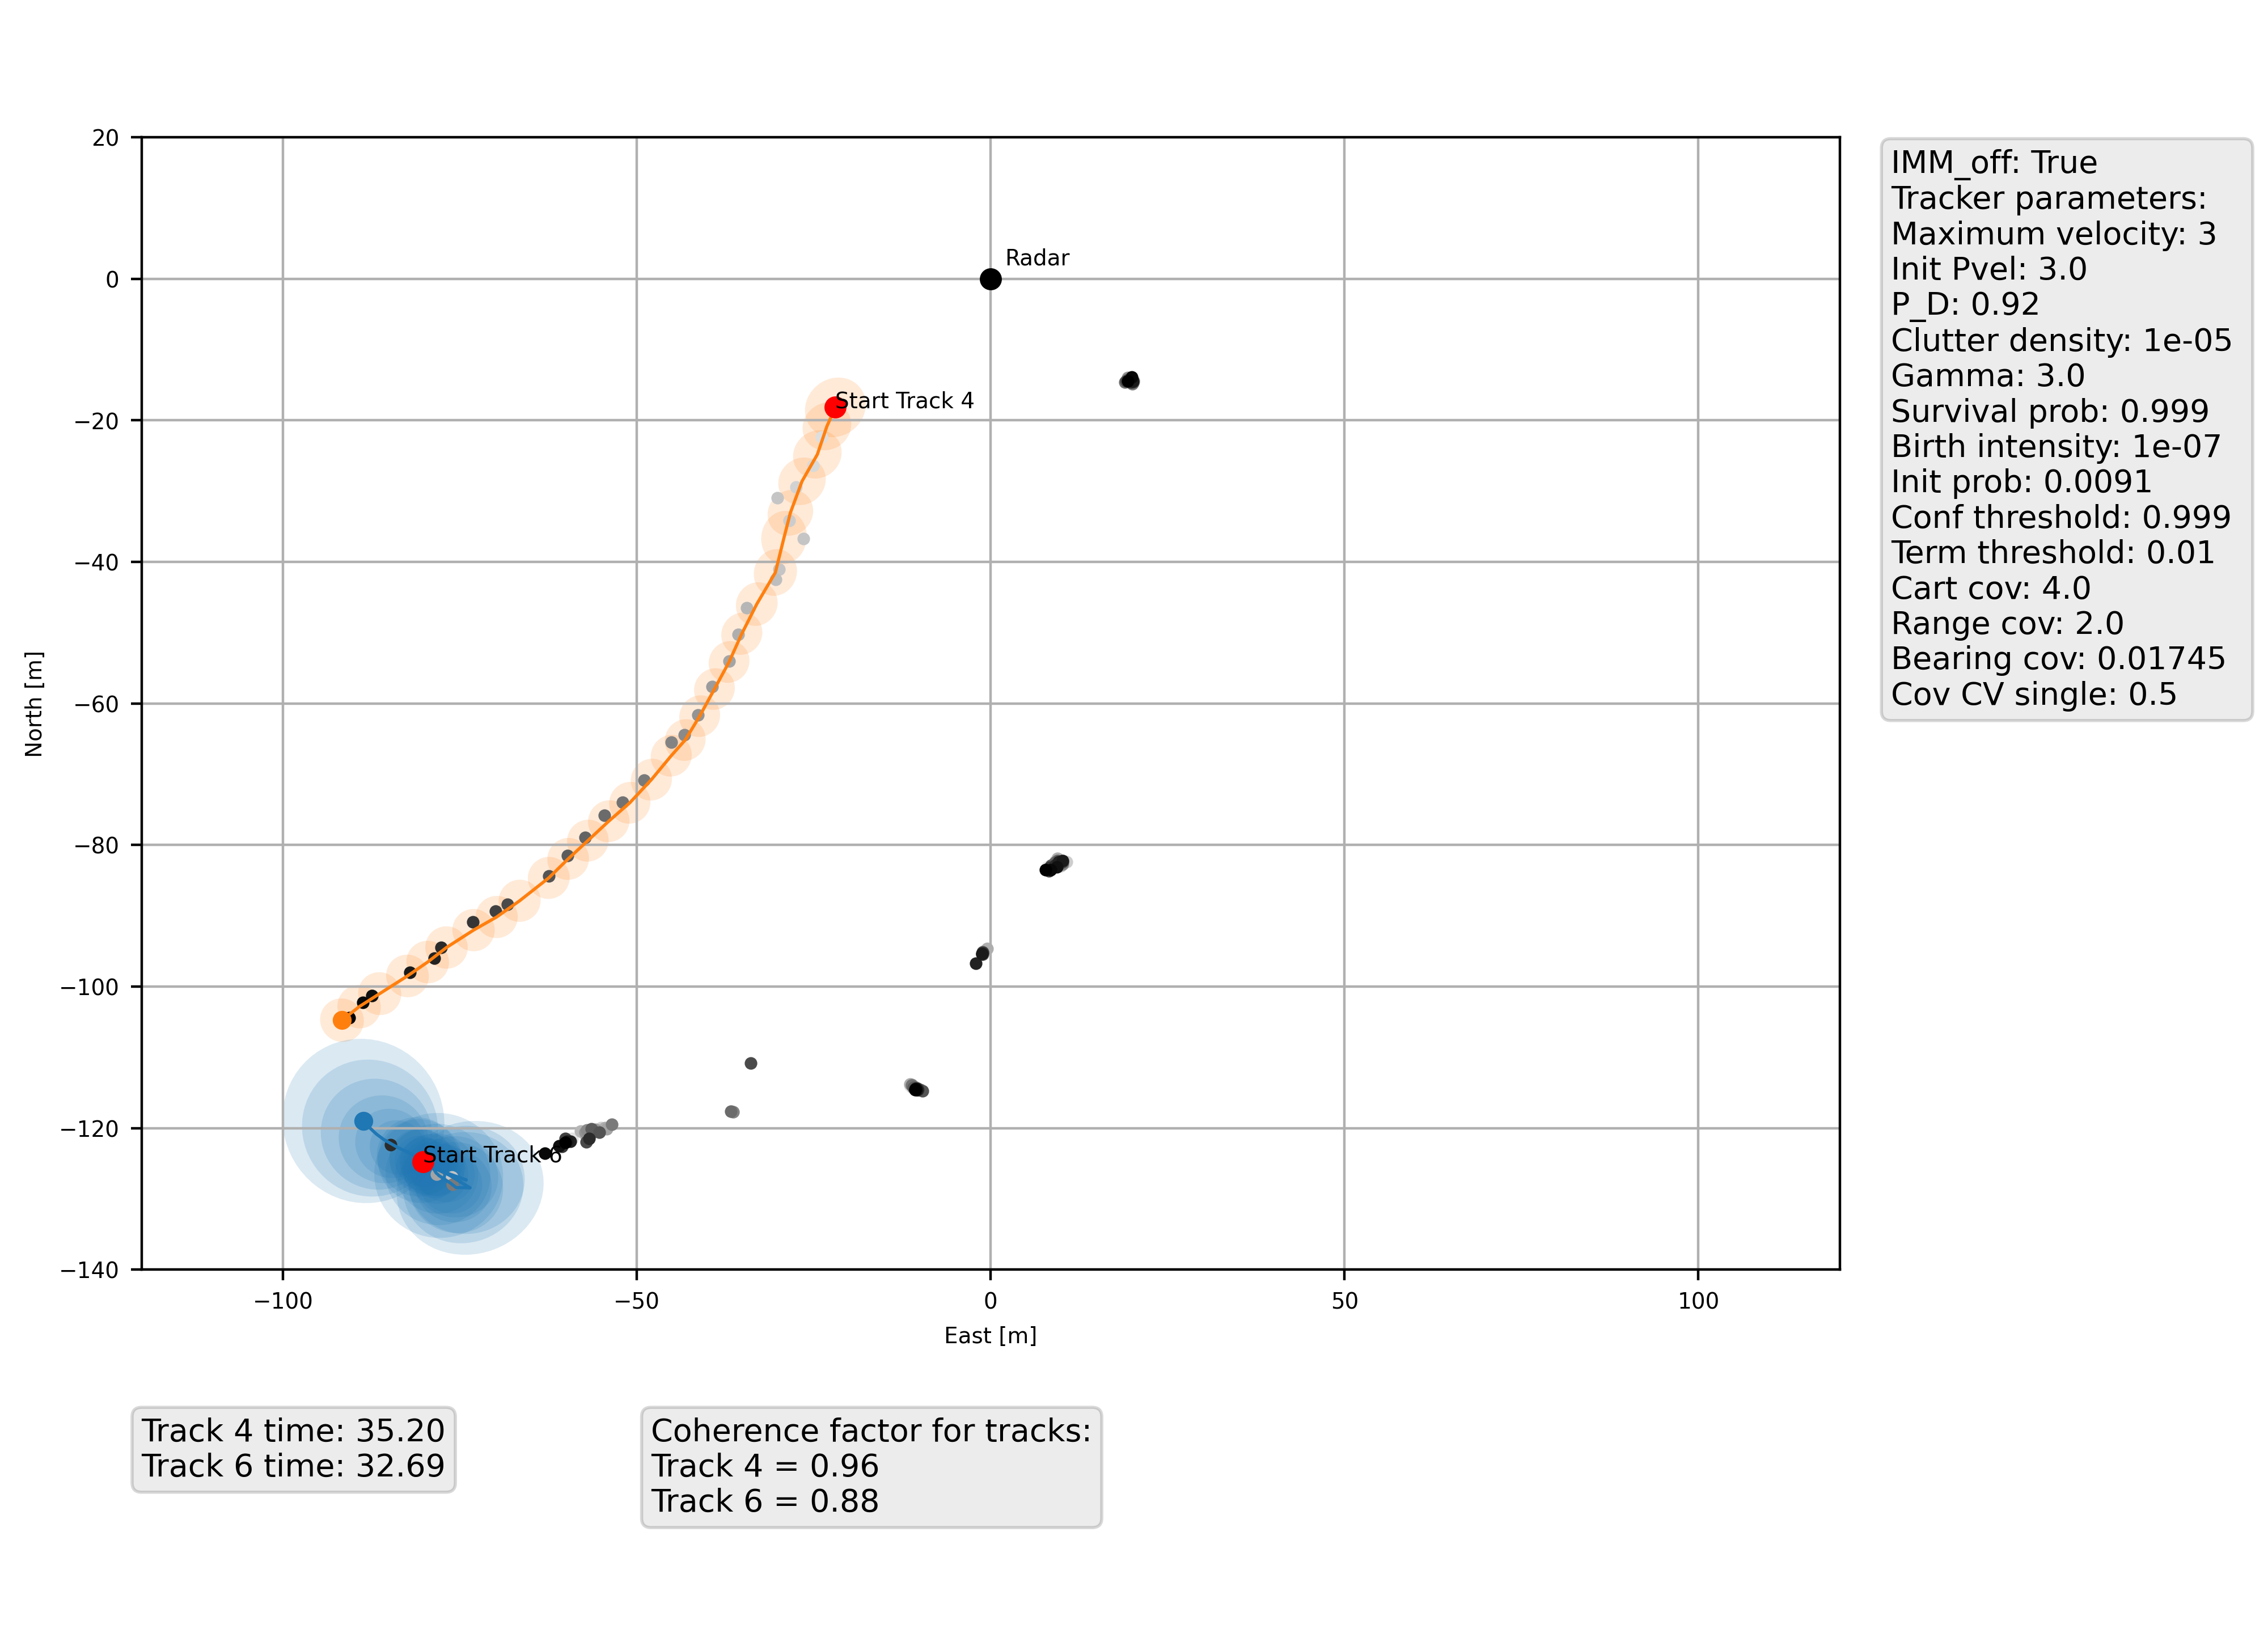 20
0
−20
−40
−60
−80
−100
−120
−140
North [m]
Radar
Start Track 4
Start Track 6
−100
−50
0
50
100
East [m]
IMM_off: True
Tracker parameters:
Maximum velocity: 3
Init Pvel: 3.0
P_D: 0.92
Clutter density: 1e-05
Gamma: 3.0
Survival prob: 0.999
Birth intensity: 1e-07
Init prob: 0.0091
Conf threshold: 0.999
Term threshold: 0.01
Cart cov: 4.0
Range cov: 2.0
Bearing cov: 0.01745
Cov CV single: 0.5
Track 4 time: 35.20
Track 6 time: 32.69
Coherence factor for tracks:
Track 4 = 0.96
Track 6 = 0.88